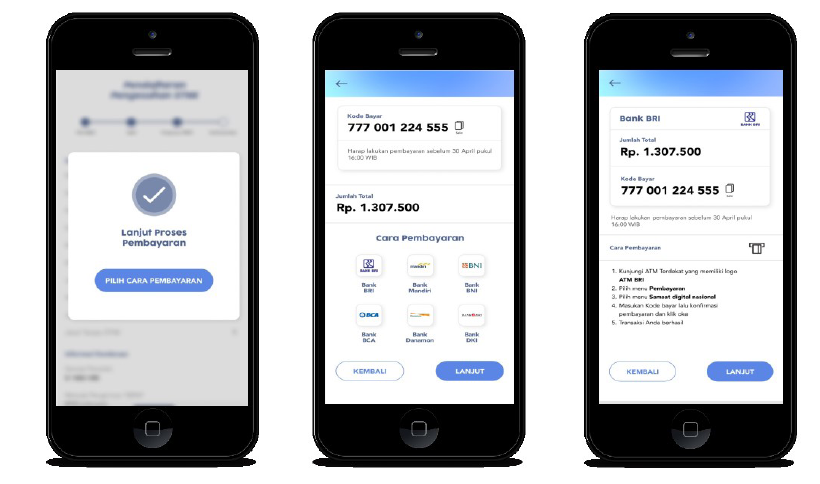 Pendaftaran
Pengesahan STNK
Lanjut Proses
Pembayaran
PILIH CARA PEMBAYARAN
Kode Bayar
777 001 224 555
Harap lakukan pembayaran sebelum 30 April pukul
16:00 WIB
Jumlah Total
Rp. 1.307.500
Cara Pembayaran
BANK BRI
mandiri
BNI
Bank
BRI
Bank
Mandiri
Bank
BNI
BCA
Bank
BCA
Bank
Danamon
Bank
DKI
KEMBALI
LANJUT
Bank BRI
BANK BRI
Jumlah Total
Rp. 1.307.500
Kode Bayar
777 001 224 555
Harap lakukan pembayaran sebelum 30 April pukul
16:00 WIB
Cara Pembayaran
1. Kunjungi ATM Terdekat yang memiliki logo
ATM BRI
2. Pilih menu Pembayaran
3. Pilih menu Samsat digital nasional
4. Masukan Kode bayar lalu konfirmasi
pembayaran dan klik oke
5. Transaksi Anda berhasil
KEMBALI
LANJUT